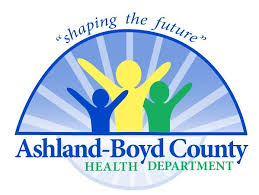 "shaping the future"
Ashland-Boyd County
HEALTH DEPARTMENT